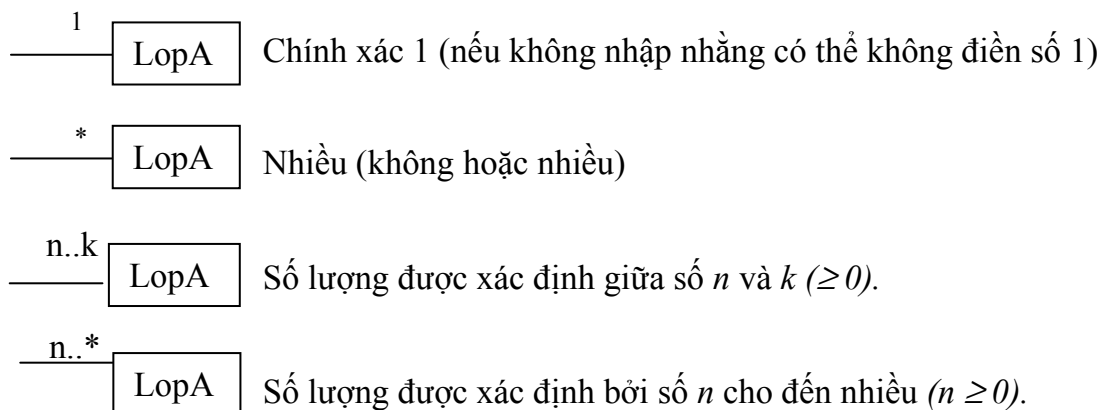 1
LopA Chính xác 1 (nếu không nhập nhằng có thể không điền số 1)
*
LopA Nhiều (không hoặc nhiều)
n..k
LopA Số lượng được xác định giữa số n và k (≥ 0).
n..*
LopA Số lượng được xác định bởi số n cho đến nhiều (n ≥ 0).